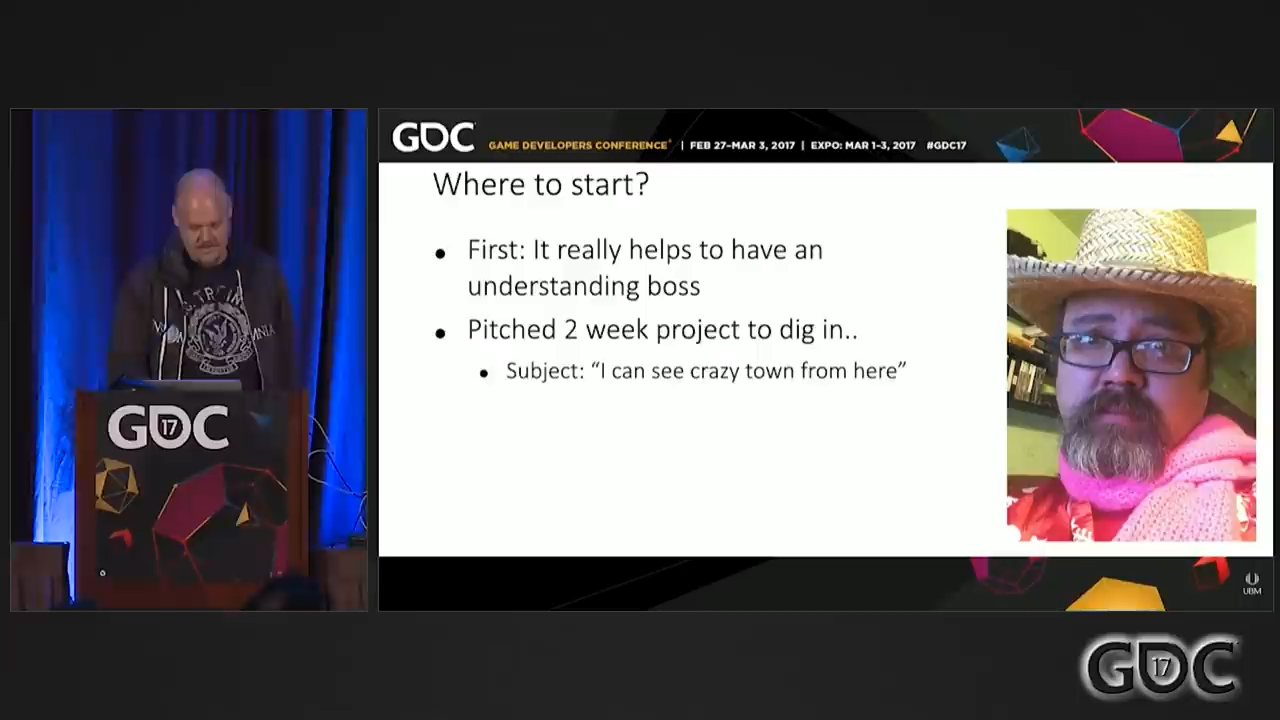 GDC
GAME DEVELOPERS CONFERENCE | FEB 27–MAR 3, 2017 | EXPO: MAR 1–3, 2017 #GDC17
Where to start?
• First: It really helps to have an
understanding boss
• Pitched 2 week project to dig in..
• Subject: “I can see crazy town from here”
GDC
17
UBM
GDC
17